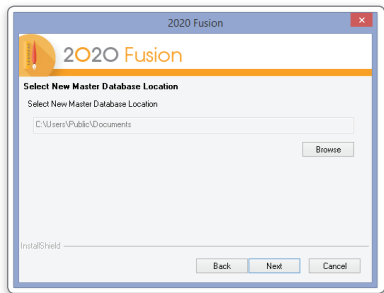 2020 Fusion
2020 Fusion
Select New Master Database Location
Select New Master Database Location
C:\Users\Public\Documents
Browse
InstallShield
Back Next Cancel